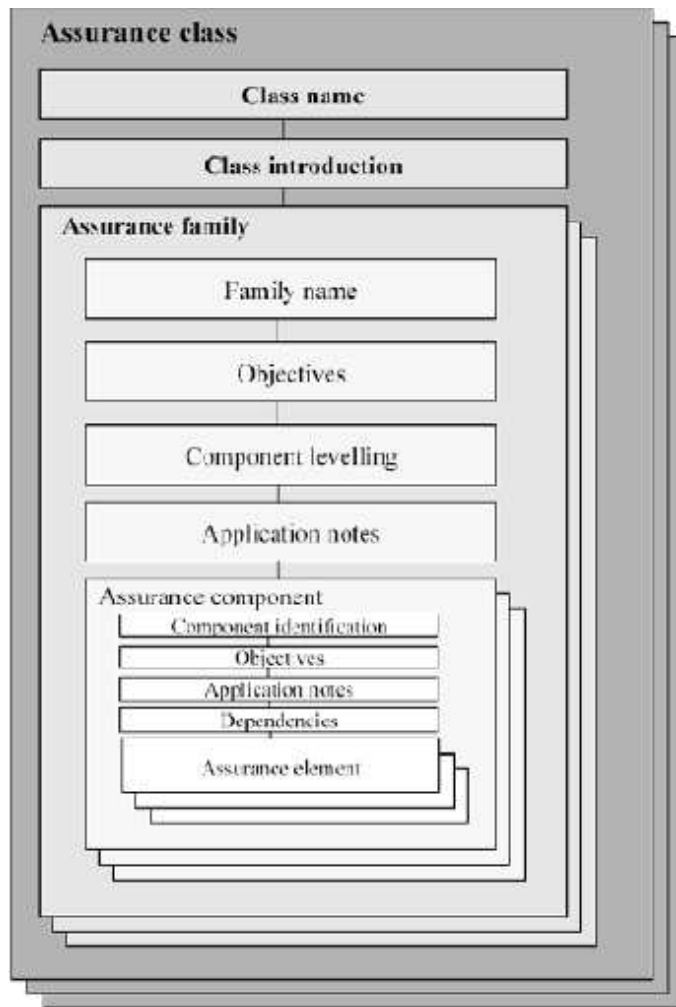 Assurance class
Class name
Class introduction
Assurance family
Family name
Objectives
Component levelling
Application notes
Assurance component
Component identification
Objectives
Application notes
Dependencies
Assurance element